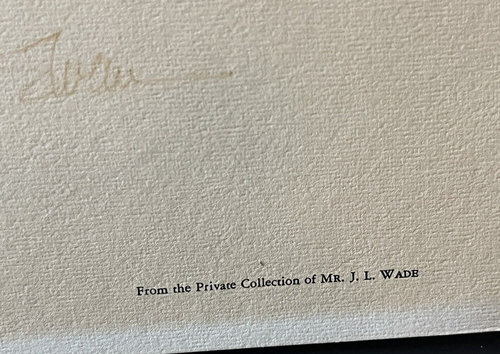 From the Private Collection of MR. J. L. WADE